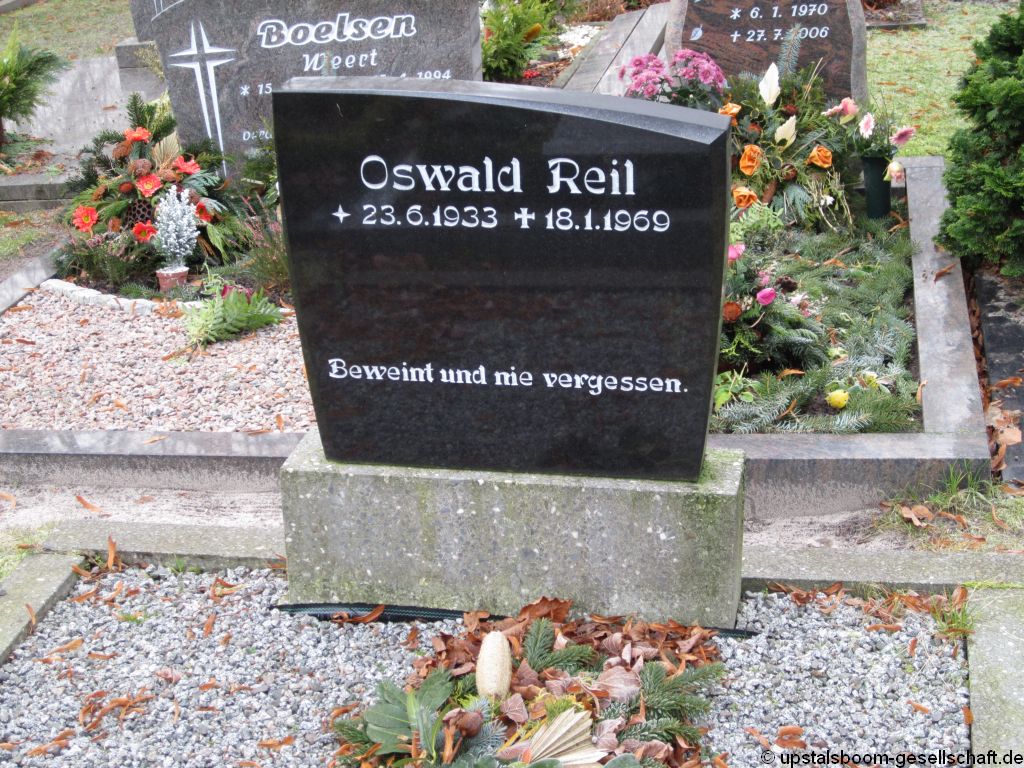 Boelsen
Weert
1994
6. 1. 1970
27. 7. 2006
Oswald Reil
23.6.1933 ✝ 18.1.1969
Beweint und nie vergessen.
© upstalsboom-gesellschaft.de